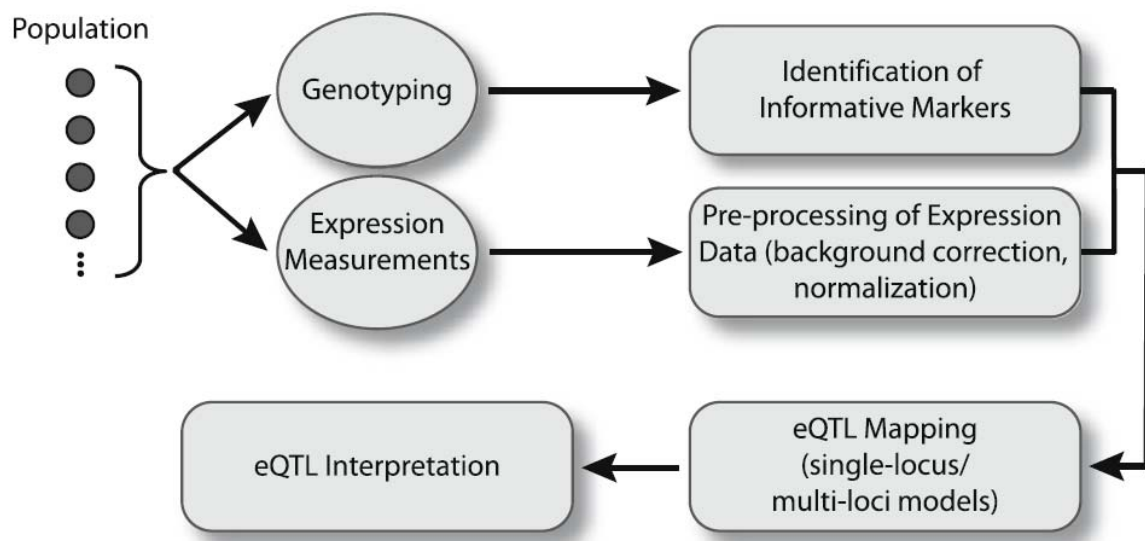 Population
Genotyping
Identification of
Informative Markers
Expression
Measurements
Pre-processing of Expression
Data (background correction,
normalization)
eQTL Interpretation
eQTL Mapping
(single-locus/
multi-loci models)